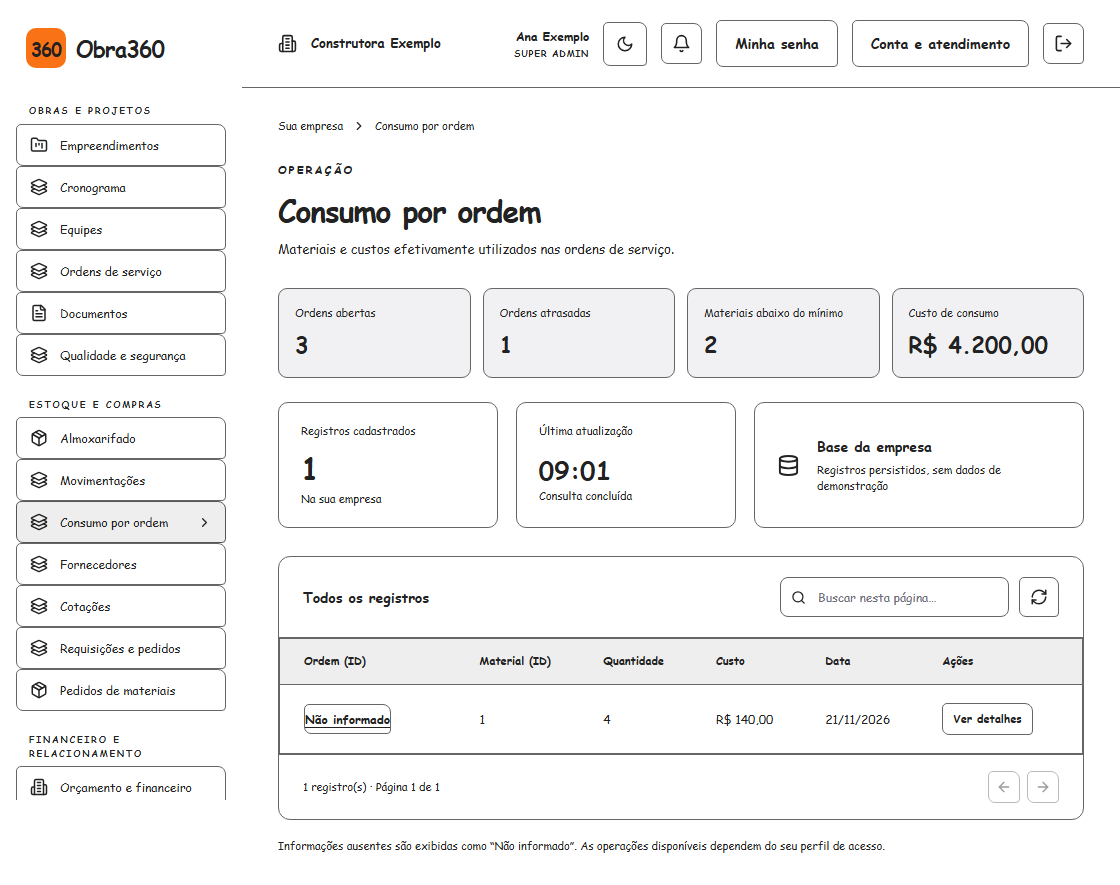 360 Obra360
OBRAS E PROJETOS
Empreendimentos
Cronograma
Equipes
Ordens de serviço
Documentos
Qualidade e segurança
ESTOQUE E COMPRAS
Almoxarifado
Movimentações
Consumo por ordem
Fornecedores
Cotações
Requisições e pedidos
Pedidos de materiais
FINANCEIRO E
RELACIONAMENTO
Orçamento e financeiro
Construtora Exemplo
Ana Exemplo
SUPER ADMIN
Minha senha
Conta e atendimento
Sua empresa
Consumo por ordem
OPERAÇÃO
Consumo por ordem
Materiais e custos efetivamente utilizados nas ordens de serviço.
Ordens abertas
3
Ordens atrasadas
1
Materiais abaixo do mínimo
2
Custo de consumo
R$ 4.200,00
Registros cadastrados
1
Na sua empresa
Última atualização
09:01
Consulta concluída
Base da empresa
Registros persistidos, sem dados de
demonstração
Todos os registros
Buscar nesta página...
Ordem (ID) Material (ID) Quantidade Custo Data Ações
Não informado 1 4 R$ 140,00 21/11/2026 Ver detalhes
1 registro(s) · Página 1 de 1
Informações ausentes são exibidas como “Não informado”. As operações disponíveis dependem do seu perfil de acesso.